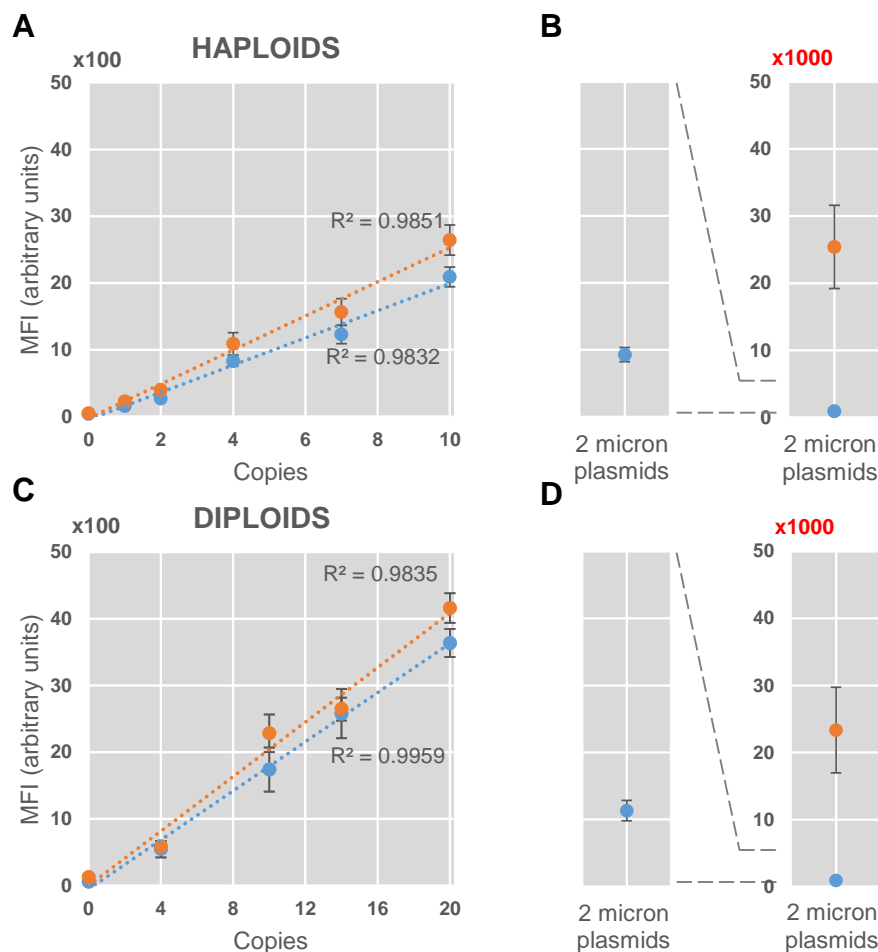 A
HAPLOIDS
x100
50
40
30
20
10
0
MFI (arbitrary units)
R² = 0.9851
R² = 0.9832
0 2 4 6 8 10
Copies
B
x1000
50
40
30
20
10
0
2 micron
plasmids
2 micron
plasmids
C
DIPLOIDS
x100
50
40
30
20
10
0
MFI (arbitrary units)
R² = 0.9835
R² = 0.9959
0 4 8 12 16 20
Copies
D
x1000
50
40
30
20
10
0
2 micron
plasmids
2 micron
plasmids